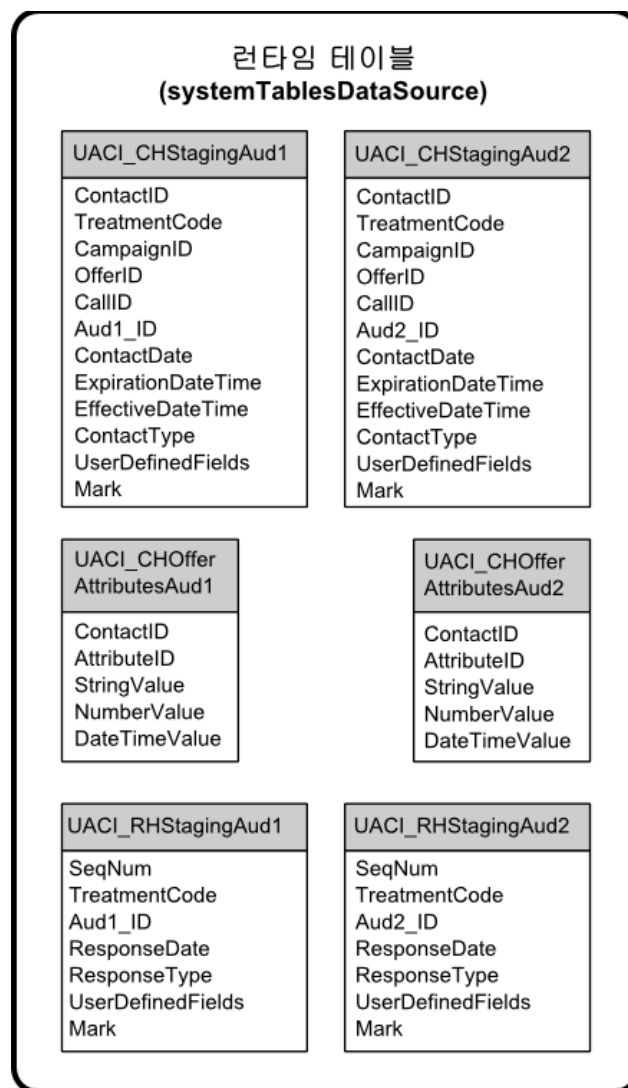 런타임 테이블
(systemTablesDataSource)
UACI_CHStagingAud1
ContactID
TreatmentCode
CampaignID
OfferID
CallID
Aud1_ID
ContactDate
ExpirationDateTime
EffectiveDateTime
ContactType
UserDefinedFields
Mark
UACI_CHStagingAud2
ContactID
TreatmentCode
CampaignID
OfferID
CallID
Aud2_ID
ContactDate
ExpirationDateTime
EffectiveDateTime
ContactType
UserDefinedFields
Mark
UACI_CHOffer
AttributesAud1
ContactID
AttributeID
StringValue
NumberValue
DateTimeValue
UACI_CHOffer
AttributesAud2
ContactID
AttributeID
StringValue
NumberValue
DateTimeValue
UACI_RHStagingAud1
SeqNum
TreatmentCode
Aud1_ID
ResponseDate
ResponseType
UserDefinedFields
Mark
UACI_RHStagingAud2
SeqNum
TreatmentCode
Aud2_ID
ResponseDate
ResponseType
UserDefinedFields
Mark